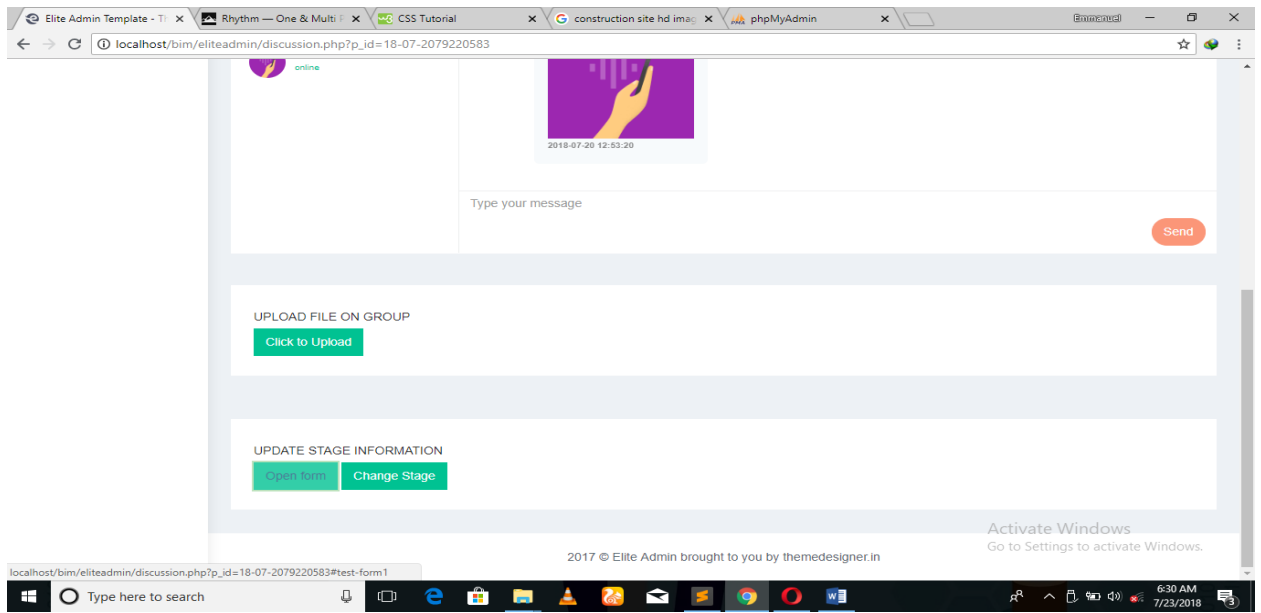 Elite Admin Template - Th
Rhythm — One & Multi P
CSS Tutorial
construction site hd imag
phpMyAdmin
Emmanuel
localhost/bim/eliteadmin/discussion.php?p_id=18-07-2079220583
online
2018-07-20 12:53:20
Type your message
Send
UPLOAD FILE ON GROUP
Click to Upload
UPDATE STAGE INFORMATION
Open form
Change Stage
Activate Windows
Go to Settings to activate Windows.
2017 © Elite Admin brought to you by themedesigner.in
localhost/bim/eliteadmin/discussion.php?p_id=18-07-2079220583#test-form1
Type here to search
6:30 AM
7/23/2018
3